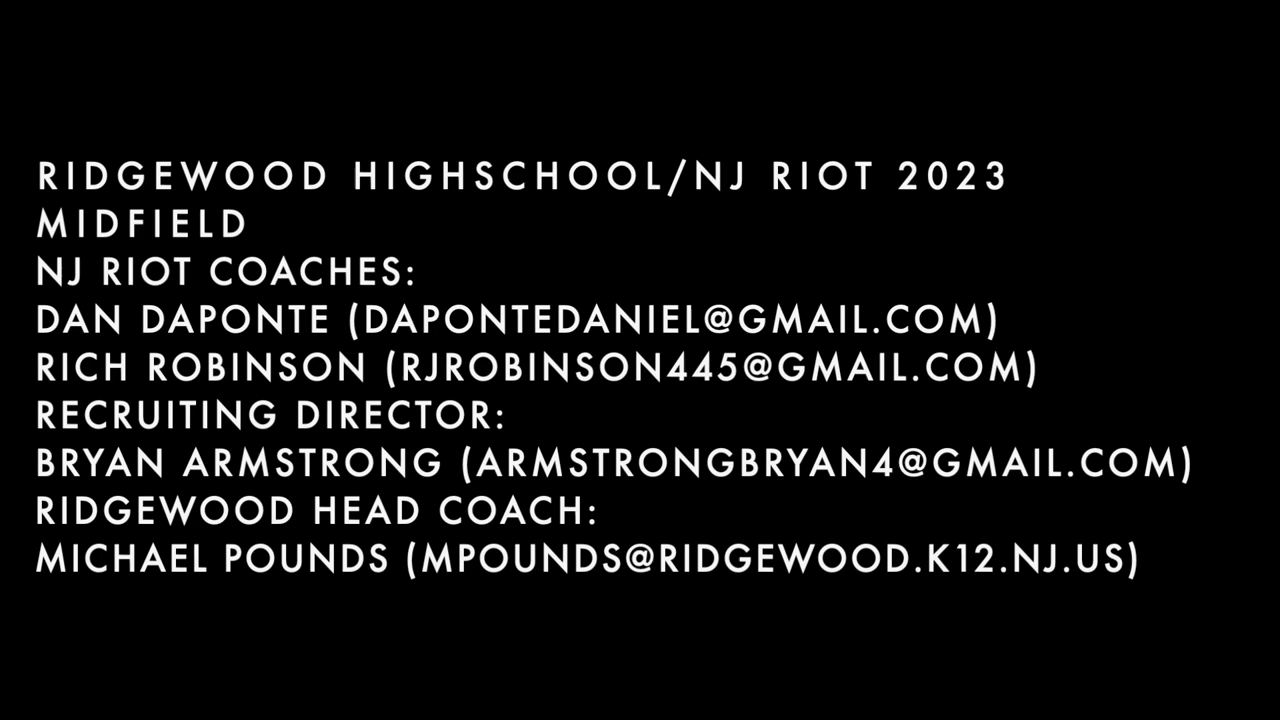 RIDGEWOOD HIGHSCHOOL/NJ RIOT 2023
MIDFIELD
NJ RIOT COACHES:
DAN DAPONTE (DAPONTEDANIEL@GMAIL.COM)
RICH ROBINSON (RJROBINSON445@GMAIL.COM)
RECRUITING DIRECTOR:
BRYAN ARMSTRONG (ARMSTRONGBRYAN4@GMAIL.COM)
RIDGEWOOD HEAD COACH:
MICHAEL POUNDS (MPOUNDS@RIDGEWOOD.K12.NJ.US)